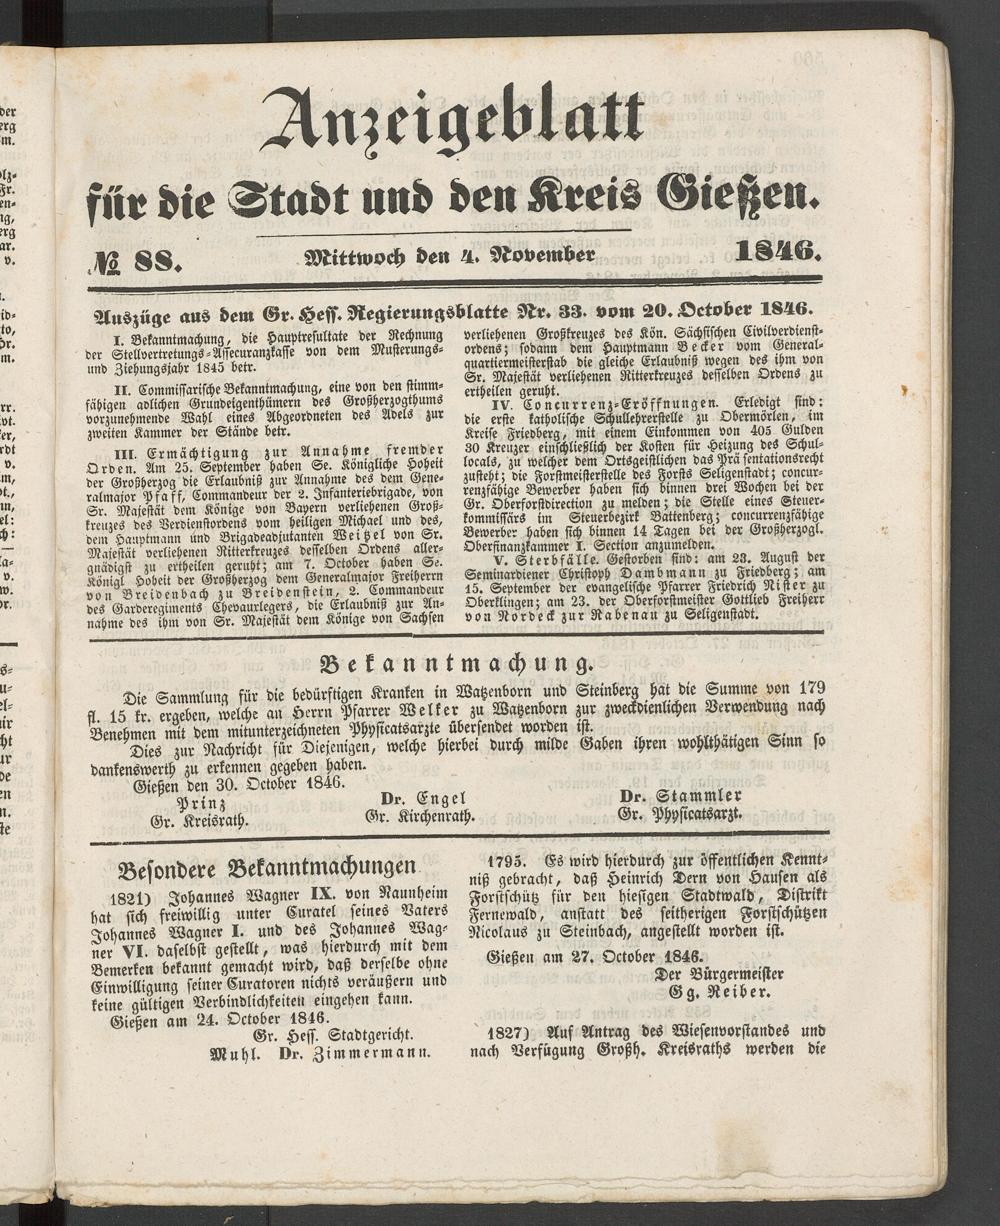 Anzeigeblatt
für die Stadt und den Kreis Gießen.
№ 88. Mittwoch den 4. November 1846.
Auszüge aus dem Gr. Hess. Regierungsblatte Nr. 33. vom 20. October 1846.
I. Bekanntmachung, die Hauptresultate der Rechnung
der Stellvertretungs-Assecuranzkasse von dem Musterungs-
und Ziehungsjahr 1845 betr.
II. Commissarische Bekanntmachung, eine von den stimm-
fähigen adlichen Grundeigenthümern des Großherzogthums
vorzunehmende Wahl eines Abgeordneten des Adels zur
zweiten Kammer der Stände betr.
III. Ermächtigung zur Annahme fremder
Orden. Am 25. September haben Se. Königliche Hoheit
der Großherzog die Erlaubniß zur Annahme des dem Gene-
ralmajor Pfaff, Commandeur der 2. Infanteriebrigade, von
Sr. Majestät dem Könige von Bayern verliehenen Groß-
kreuzes des Verdienstordens vom heiligen Michael und des,
dem Hauptmann und Brigadeadjutanten Weitzel von Sr.
Majestät verliehenen Ritterkreuzes desselben Ordens aller-
gnädigst zu ertheilen geruht; am 7. October haben Se.
Königl Hoheit der Großherzog dem Generalmajor Freiherrn
von Breidenbach zu Breidenstein, 2. Commandeur
des Garderegiments Chevaurlegers, die Erlaubniß zur An-
nahme des ihm von Sr. Majestät dem Könige von Sachsen
verliehenen Großkreuzes des Kön. Sächsischen Civilverdienst-
ordens; sodann dem Hauptmann Becker vom General-
quartiermeisterstab die gleiche Erlaubniß wegen des ihm von
Sr. Majestät verliehenen Ritterkreuzes desselben Ordens zu
ertheilen geruht.
IV. Concurrenz-Eröffnungen. Erledigt sind:
die erste katholische Schullehrerstelle zu Obermörlen, im
Kreise Friedberg, mit einem Einkommen von 405 Gulden
30 Kreuzer einschließlich der Kosten für Heizung des Schul-
locals, zu welcher dem Ortsgeistlichen das Präsentationsrecht
zusteht; die Forstmeisterstelle des Forsts Seligenstadt; concur-
renzfähige Bewerber haben sich binnen drei Wochen bei der
Gr. Oberforstdirection zu melden; die Stelle eines Steuer-
kommissärs im Steuerbezirk Battenberg; concurrenzfähige
Bewerber haben sich binnen 14 Tagen bei der Großherzogl.
Oberfinanzkammer I. Section anzumelden.
V. Sterbfälle. Gestorben sind: am 23. August der
Seminardiener Christoph Dambmann zu Friedberg; am
15. September der evangelische Pfarrer Friedrich Nister zu
Oberklingen; am 23. der Oberforstmeister Gottlieb Freiherr
von Nordeck zur Rabenau zu Seligenstadt.
Bekanntmachung.
Die Sammlung für die bedürftigen Kranken in Watzenborn und Steinberg hat die Summe von 179
fl. 15 kr. ergeben, welche an Herrn Pfarrer Welker zu Watzenborn zur zweckdienlichen Verwendung nach
Benehmen mit dem mitunterzeichneten Physicatsarzte übersendet worden ist.
Dies zur Nachricht für Diejenigen, welche hierbei durch milde Gaben ihren wohlthätigen Sinn so
dankenswerth zu erkennen gegeben haben.
Gießen den 30. October 1846.
Prinz Dr. Engel Dr. Stammler
Gr. Kreisrath. Gr. Kirchenrath. Gr. Physicatsarzt.
Besondere Bekanntmachungen
1821) Johannes Wagner IX. von Naunheim
hat sich freiwillig unter Curatel seines Vaters
Johannes Wagner I. und des Johannes Wag-
ner VI. daselbst gestellt, was hierdurch mit dem
Bemerken bekannt gemacht wird, daß derselbe ohne
Einwilligung seiner Curatoren nichts veräußern und
keine gültigen Verbindlichkeiten eingehen kann.
Gießen am 24. October 1846.
Gr. Hess. Stadtgericht.
Muhl. Dr. Zimmermann.
1795. Es wird hierdurch zur öffentlichen Kennt-
niß gebracht, daß Heinrich Dern von Hausen als
Forstschütz für den hiesigen Stadtwald, Distrikt
Fernewald, anstatt des seitherigen Forstschützen
Nicolaus zu Steinbach, angestellt worden ist.
Gießen am 27. October 1846.
Der Bürgermeister
Gg. Reiber.
1827) Auf Antrag des Wiesenvorstandes und
nach Verfügung Großh. Kreisraths werden die